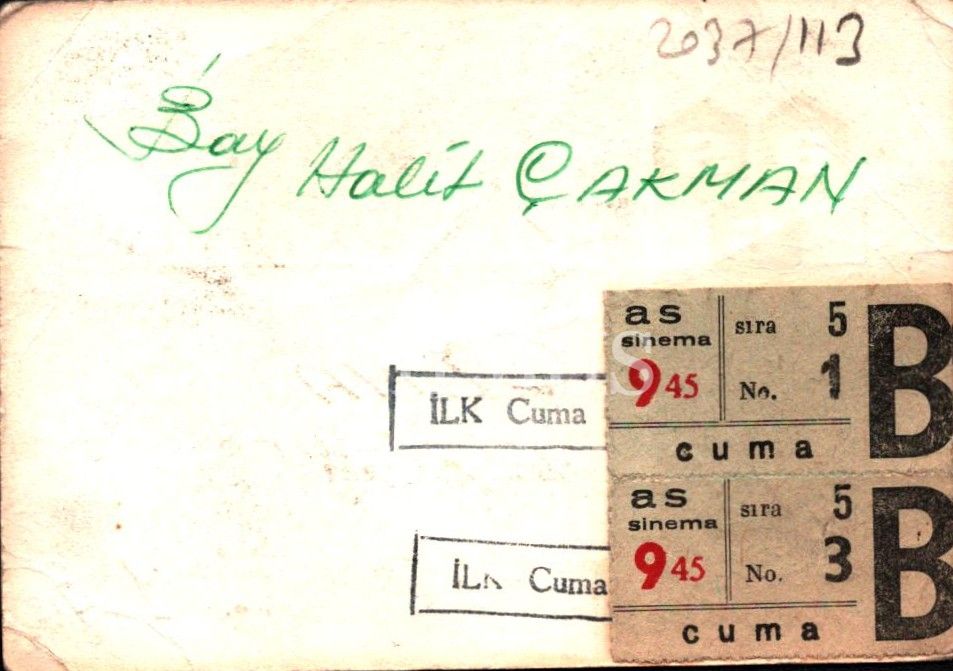 2037/113
Bay Halit ÇAKMAN
as sinema sıra 5 B
9 45 No. 1
İLK Cuma
cuma
as sinema sıra 5 B
9 45 No. 3
İLK Cuma
cuma